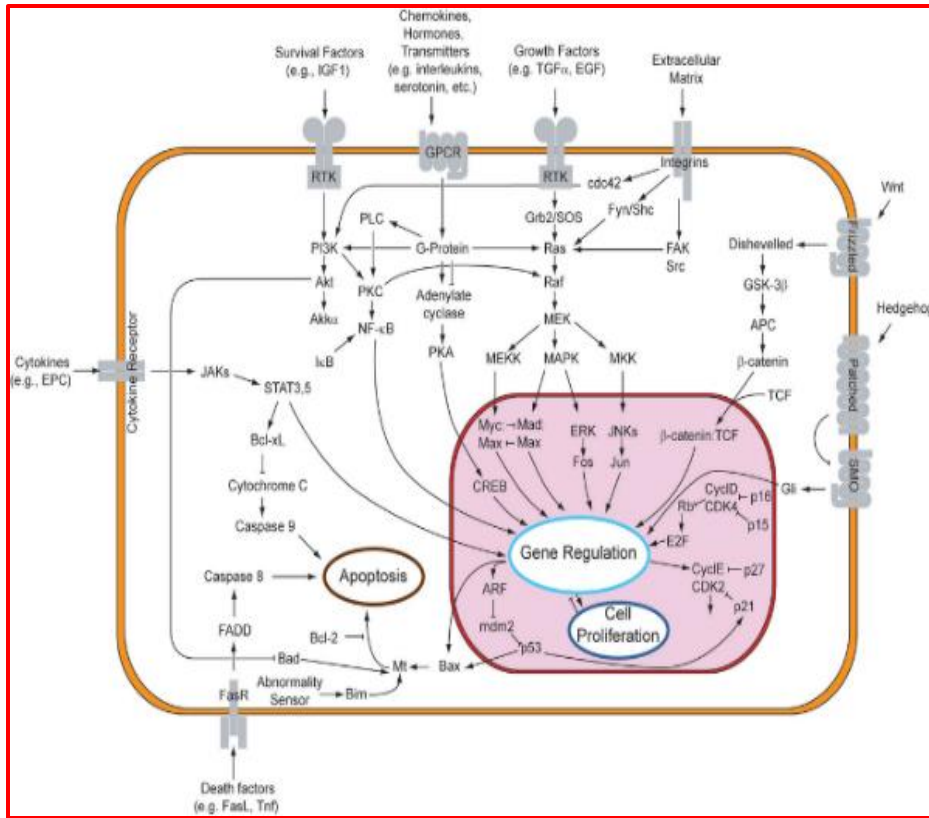 Chemokines,
Hormones,
Transmitters
(e.g. interleukins,
serotonin, etc.)
Survival Factors
(e.g., IGF1)
Growth Factors
(e.g. TGFα, EGF)
Extracellular
Matrix
GPCR
RTK
RTK
Integrins
cdc42
Wnt
Fyn/Shc
Grb2/SOS
PLC
Frizzled
Dishevelled
PI3K
G-Protein
Ras
FAK
Src
GSK-3β
Akt
PKC
Adenylate
cyclase
Raf
Hedgehop
Akkα
NF-κB
MEK
APC
IκB
PKA
MEKK
MAPK
MKK
β-catenin
Cytokines
(e.g., EPC)
Cytokine Receptor
JAKs
STAT3,5
TCF
Patched
Bcl-xL
Myc
Mad
Max
Max
ERK
JNKs
β-catenin:TCF
Fos
Jun
Cytochrome C
CREB
Gli
SMO
CyclD
p16
Rb
CDK4
p15
Caspase 9
E2F
Gene Regulation
Caspase 8
Apoptosis
CyclE
p27
CDK2
ARF
p21
FADD
mdm2
Cell
Proliferation
Bcl-2
p53
Bad
Mt
Bax
FasR
Abnormality
Sensor
Bim
Death factors
(e.g. FasL, Tnf)